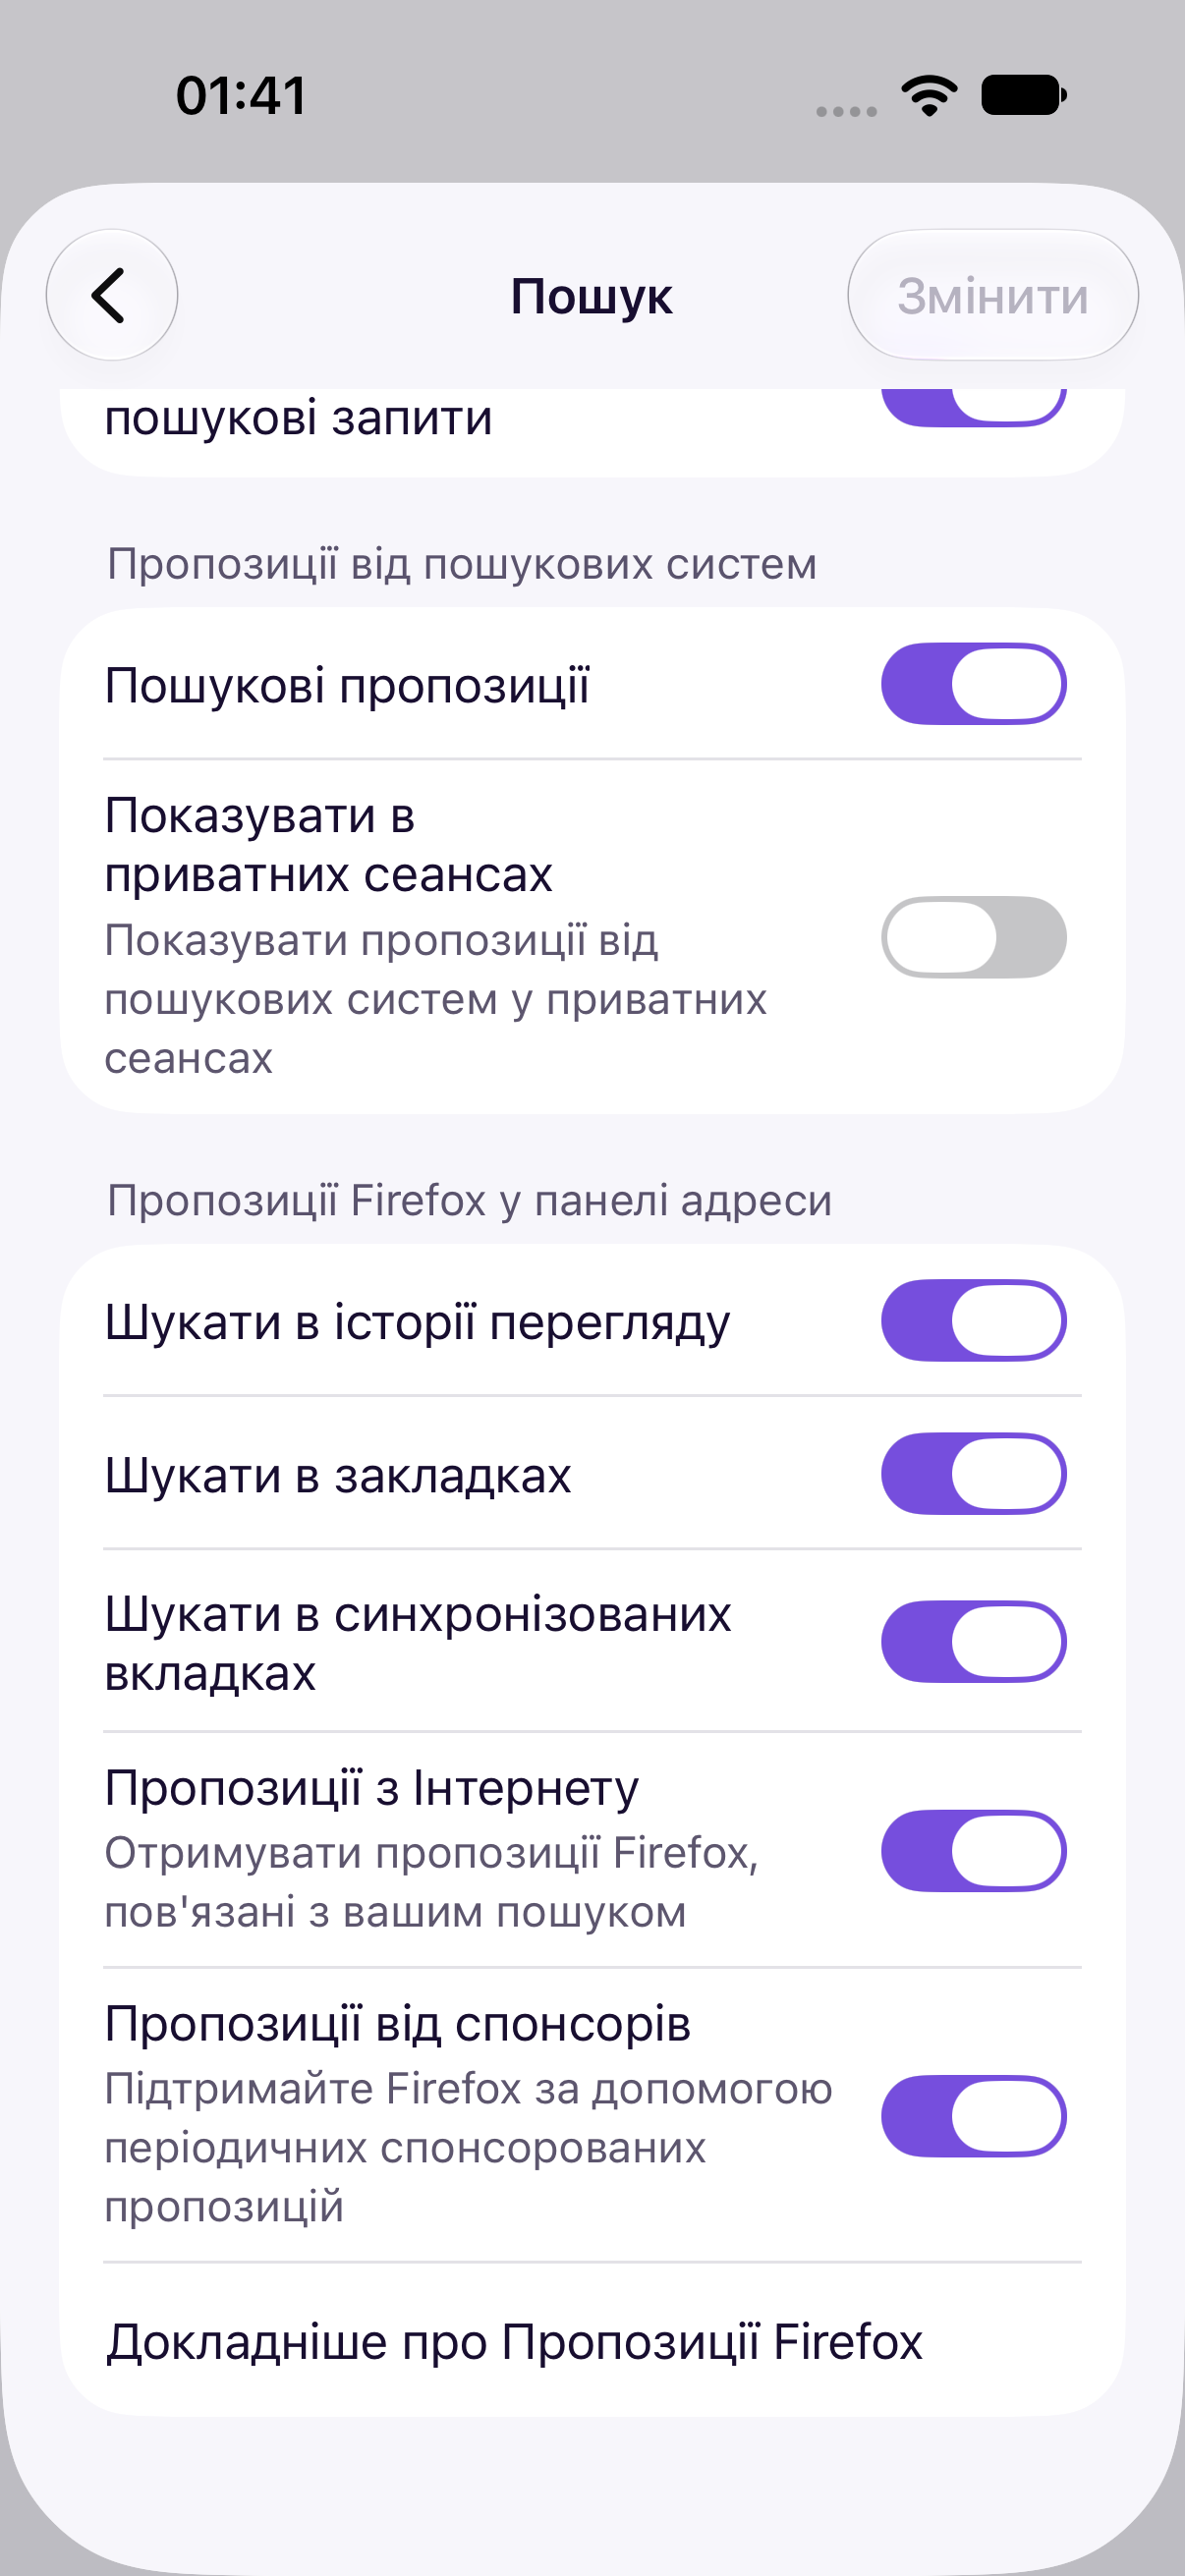 01:41
Пошук
Змінити
пошукові запити
Пропозиції від пошукових систем
Пошукові пропозиції
Показувати в
приватних сеансах
Показувати пропозиції від
пошукових систем у приватних
сеансах
Пропозиції Firefox у панелі адреси
Шукати в історії перегляду
Шукати в закладках
Шукати в синхронізованих
вкладках
Пропозиції з Інтернету
Отримувати пропозиції Firefox,
пов'язані з вашим пошуком
Пропозиції від спонсорів
Підтримайте Firefox за допомогою
періодичних спонсорованих
пропозицій
Докладніше про Пропозиції Firefox